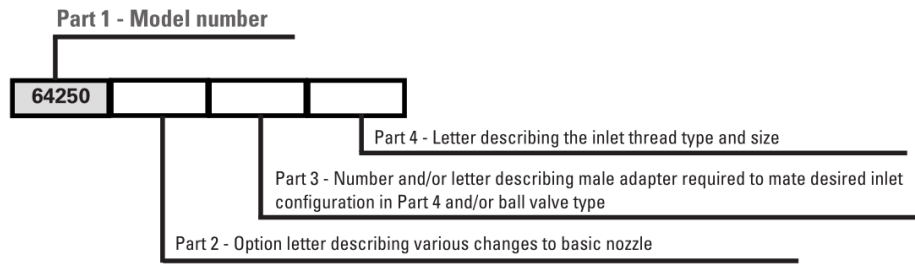 Part 1 - Model number
64250
Part 4 - Letter describing the inlet thread type and size
Part 3 - Number and/or letter describing male adapter required to mate desired inlet
configuration in Part 4 and/or ball valve type
Part 2 - Option letter describing various changes to basic nozzle